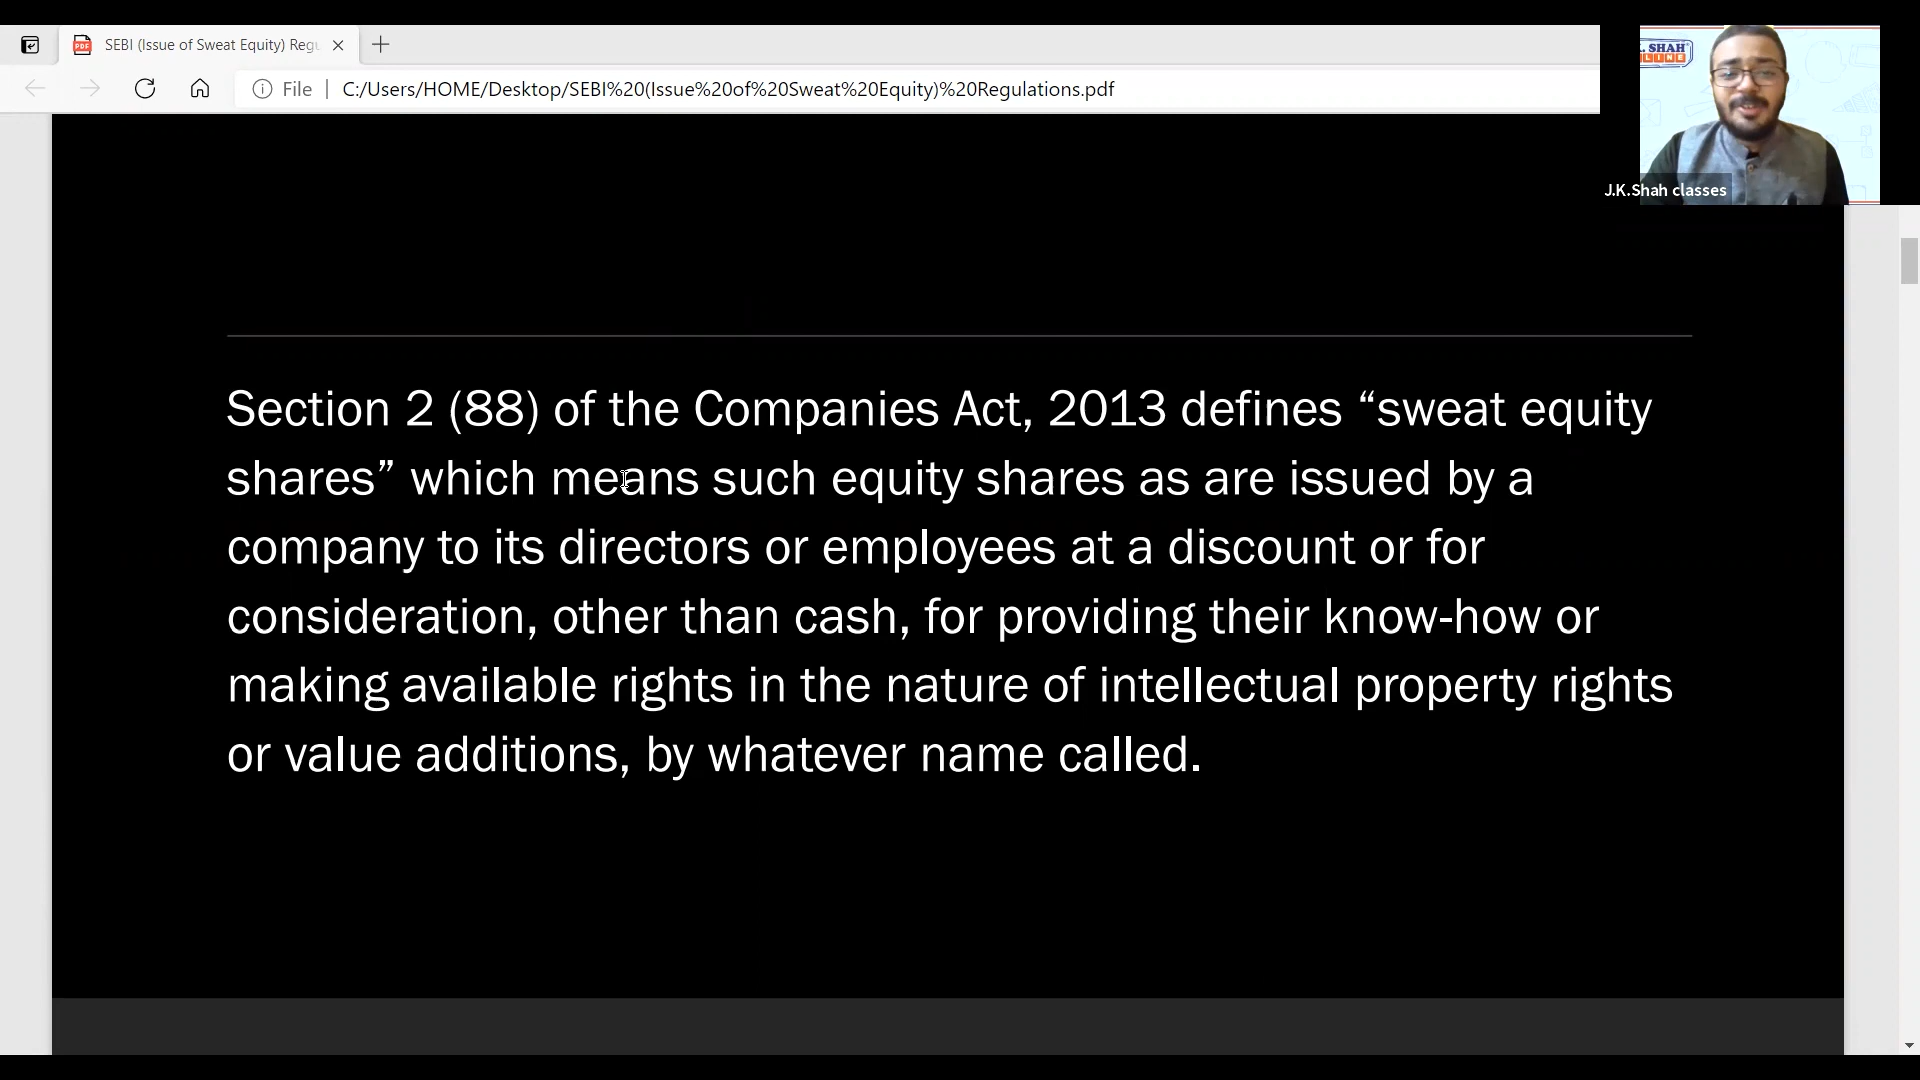 SEBI (Issue of Sweat Equity) Regu
File
C:/Users/HOME/Desktop/SEBI%20(Issue%20of%20Sweat%20Equity)%20Regulations.pdf
K. SHAH
J.K.Shah classes
Section 2 (88) of the Companies Act, 2013 defines “sweat equity
shares” which means such equity shares as are issued by a
company to its directors or employees at a discount or for
consideration, other than cash, for providing their know-how or
making available rights in the nature of intellectual property rights
or value additions, by whatever name called.